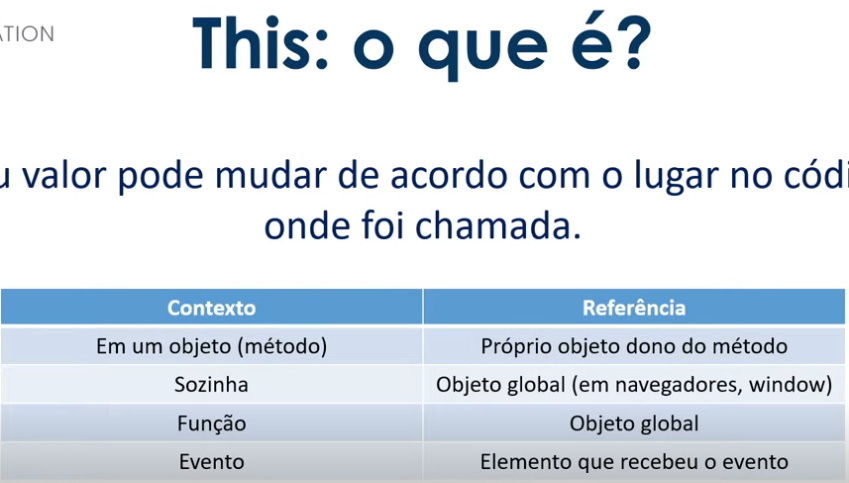 ATION
This: o que é?
u valor pode mudar de acordo com o lugar no códi
onde foi chamada.
Contexto Referência
Em um objeto (método) Próprio objeto dono do método
Sozinha Objeto global (em navegadores, window)
Função Objeto global
Evento Elemento que recebeu o evento